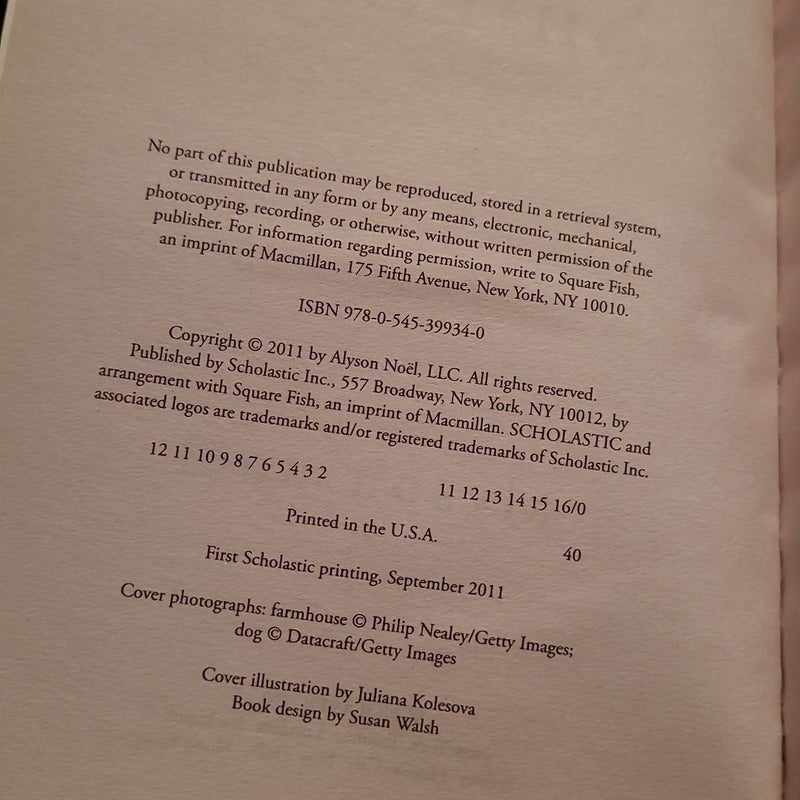 No part of this publication may be reproduced, stored in a retrieval system,
or transmitted in any form or by any means, electronic, mechanical,
photocopying, recording, or otherwise, without written permission of the
publisher. For information regarding permission, write to Square Fish,
an imprint of Macmillan, 175 Fifth Avenue, New York, NY 10010.
ISBN 978-0-545-39934-0
Copyright © 2011 by Alyson Noël, LLC. All rights reserved.
Published by Scholastic Inc., 557 Broadway, New York, NY 10012, by
arrangement with Square Fish, an imprint of Macmillan. SCHOLASTIC and
associated logos are trademarks and/or registered trademarks of Scholastic Inc.
12 11 10 9 8 7 6 5 4 3 2 11 12 13 14 15 16/0
Printed in the U.S.A. 40
First Scholastic printing, September 2011
Cover photographs: farmhouse © Philip Nealey/Getty Images;
dog © Datacraft/Getty Images
Cover illustration by Juliana Kolesova
Book design by Susan Walsh